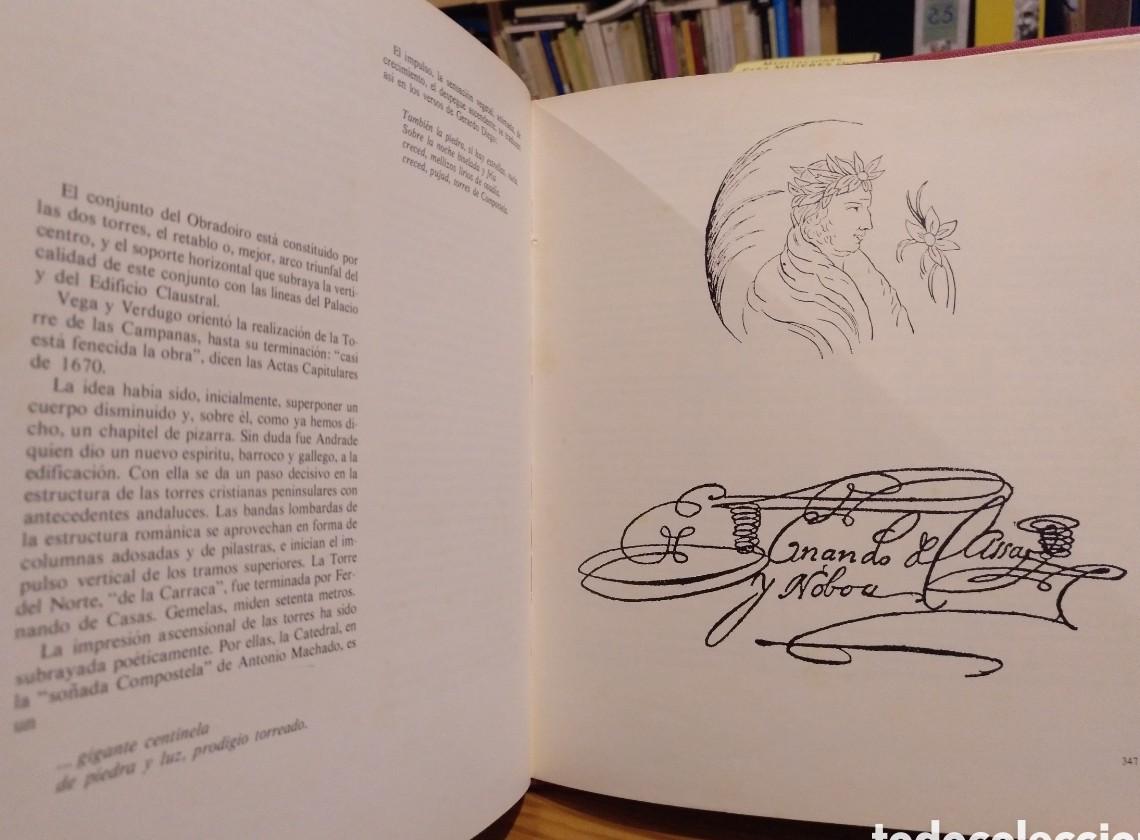 El conjunto del Obradoiro está constituido por
las dos torres, el retablo o, mejor, arco triunfal del
centro, y el soporte horizontal que subraya la verti-
calidad de este conjunto con las líneas del Palacio
y del Edificio Claustral.
Vega y Verdugo orientó la realización de la To-
rre de las Campanas, hasta su terminación: “casi
está fenecida la obra”, dicen las Actas Capitulares
de 1670.
La idea había sido, inicialmente, superponer un
cuerpo disminuido y, sobre él, como ya hemos di-
cho, un chapitel de pizarra. Sin duda fue Andrade
quien dio un nuevo espíritu, barroco y gallego, a la
edificación. Con ella se da un paso decisivo en la
estructura de las torres cristianas peninsulares con
antecedentes andaluces. Las bandas lombardas de
la estructura románica se aprovechan en forma de
columnas adosadas y de pilastras, e inician el im-
pulso vertical de los tramos superiores. La Torre
del Norte, “de la Carraca”, fue terminada por Fer-
nando de Casas. Gemelas, miden setenta metros.
La impresión ascensional de las torres ha sido
subrayada poéticamente. Por ellas, la Catedral, en
la “soñada Compostela” de Antonio Machado, es
un
... gigante centinela
de piedra y luz, prodigio torreado.
El impulso, la sensación vegetal, animada, de
crecimiento, el despegue ascendente, se traducen
así en los versos de Gerardo Diego:
También la piedra, si hay estrellas, vuela.
Sobre la noche biselada y fría
creced, mellizos lirios de osadía,
creced, pujad, torres de Compostela.
y Nóboa
347
25
todocoleccion